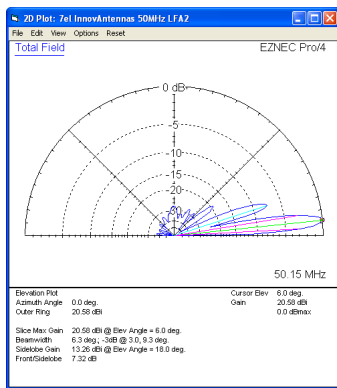 2D Plot: 7el InnovAntennas 50MHz LFA2
File Edit View Options Reset
Total Field EZNEC Pro/4
0 dB
-5
-10
-15
-20
-30
50.15 MHz
Elevation Plot Cursor Elev 6.0 deg.
Azimuth Angle 0.0 deg. Gain 20.58 dBi
Outer Ring 20.58 dBi 0.0 dBmax
Slice Max Gain 20.58 dBi @ Elev Angle = 6.0 deg.
Beamwidth 6.3 deg.; -3dB @ 3.0, 9.3 deg.
Sidelobe Gain 13.26 dBi @ Elev Angle = 18.0 deg.
Front/Sidelobe 7.32 dB